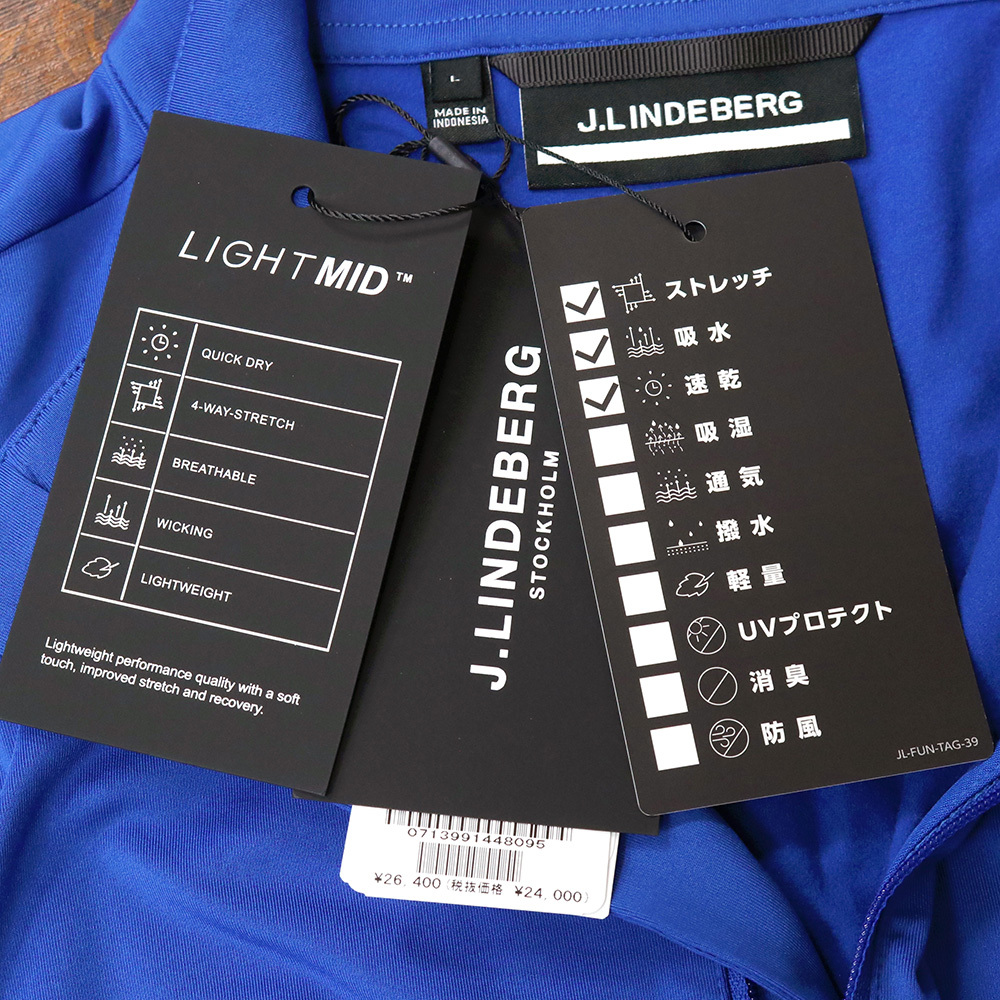 L
MADE IN
INDONESIA
J.LINDEBERG
LIGHTMID™
QUICK DRY
4-WAY-STRETCH
BREATHABLE
WICKING
LIGHTWEIGHT
Lightweight performance quality with a soft
touch, improved stretch and recovery.
J.LINDEBERG
STOCKHOLM
ストレッチ
吸水
速乾
吸湿
通気
撥水
軽量
UVプロテクト
消臭
防風
JL-FUN-TAG-39
0713991448095
¥26,400(税抜価格 ¥24,000)